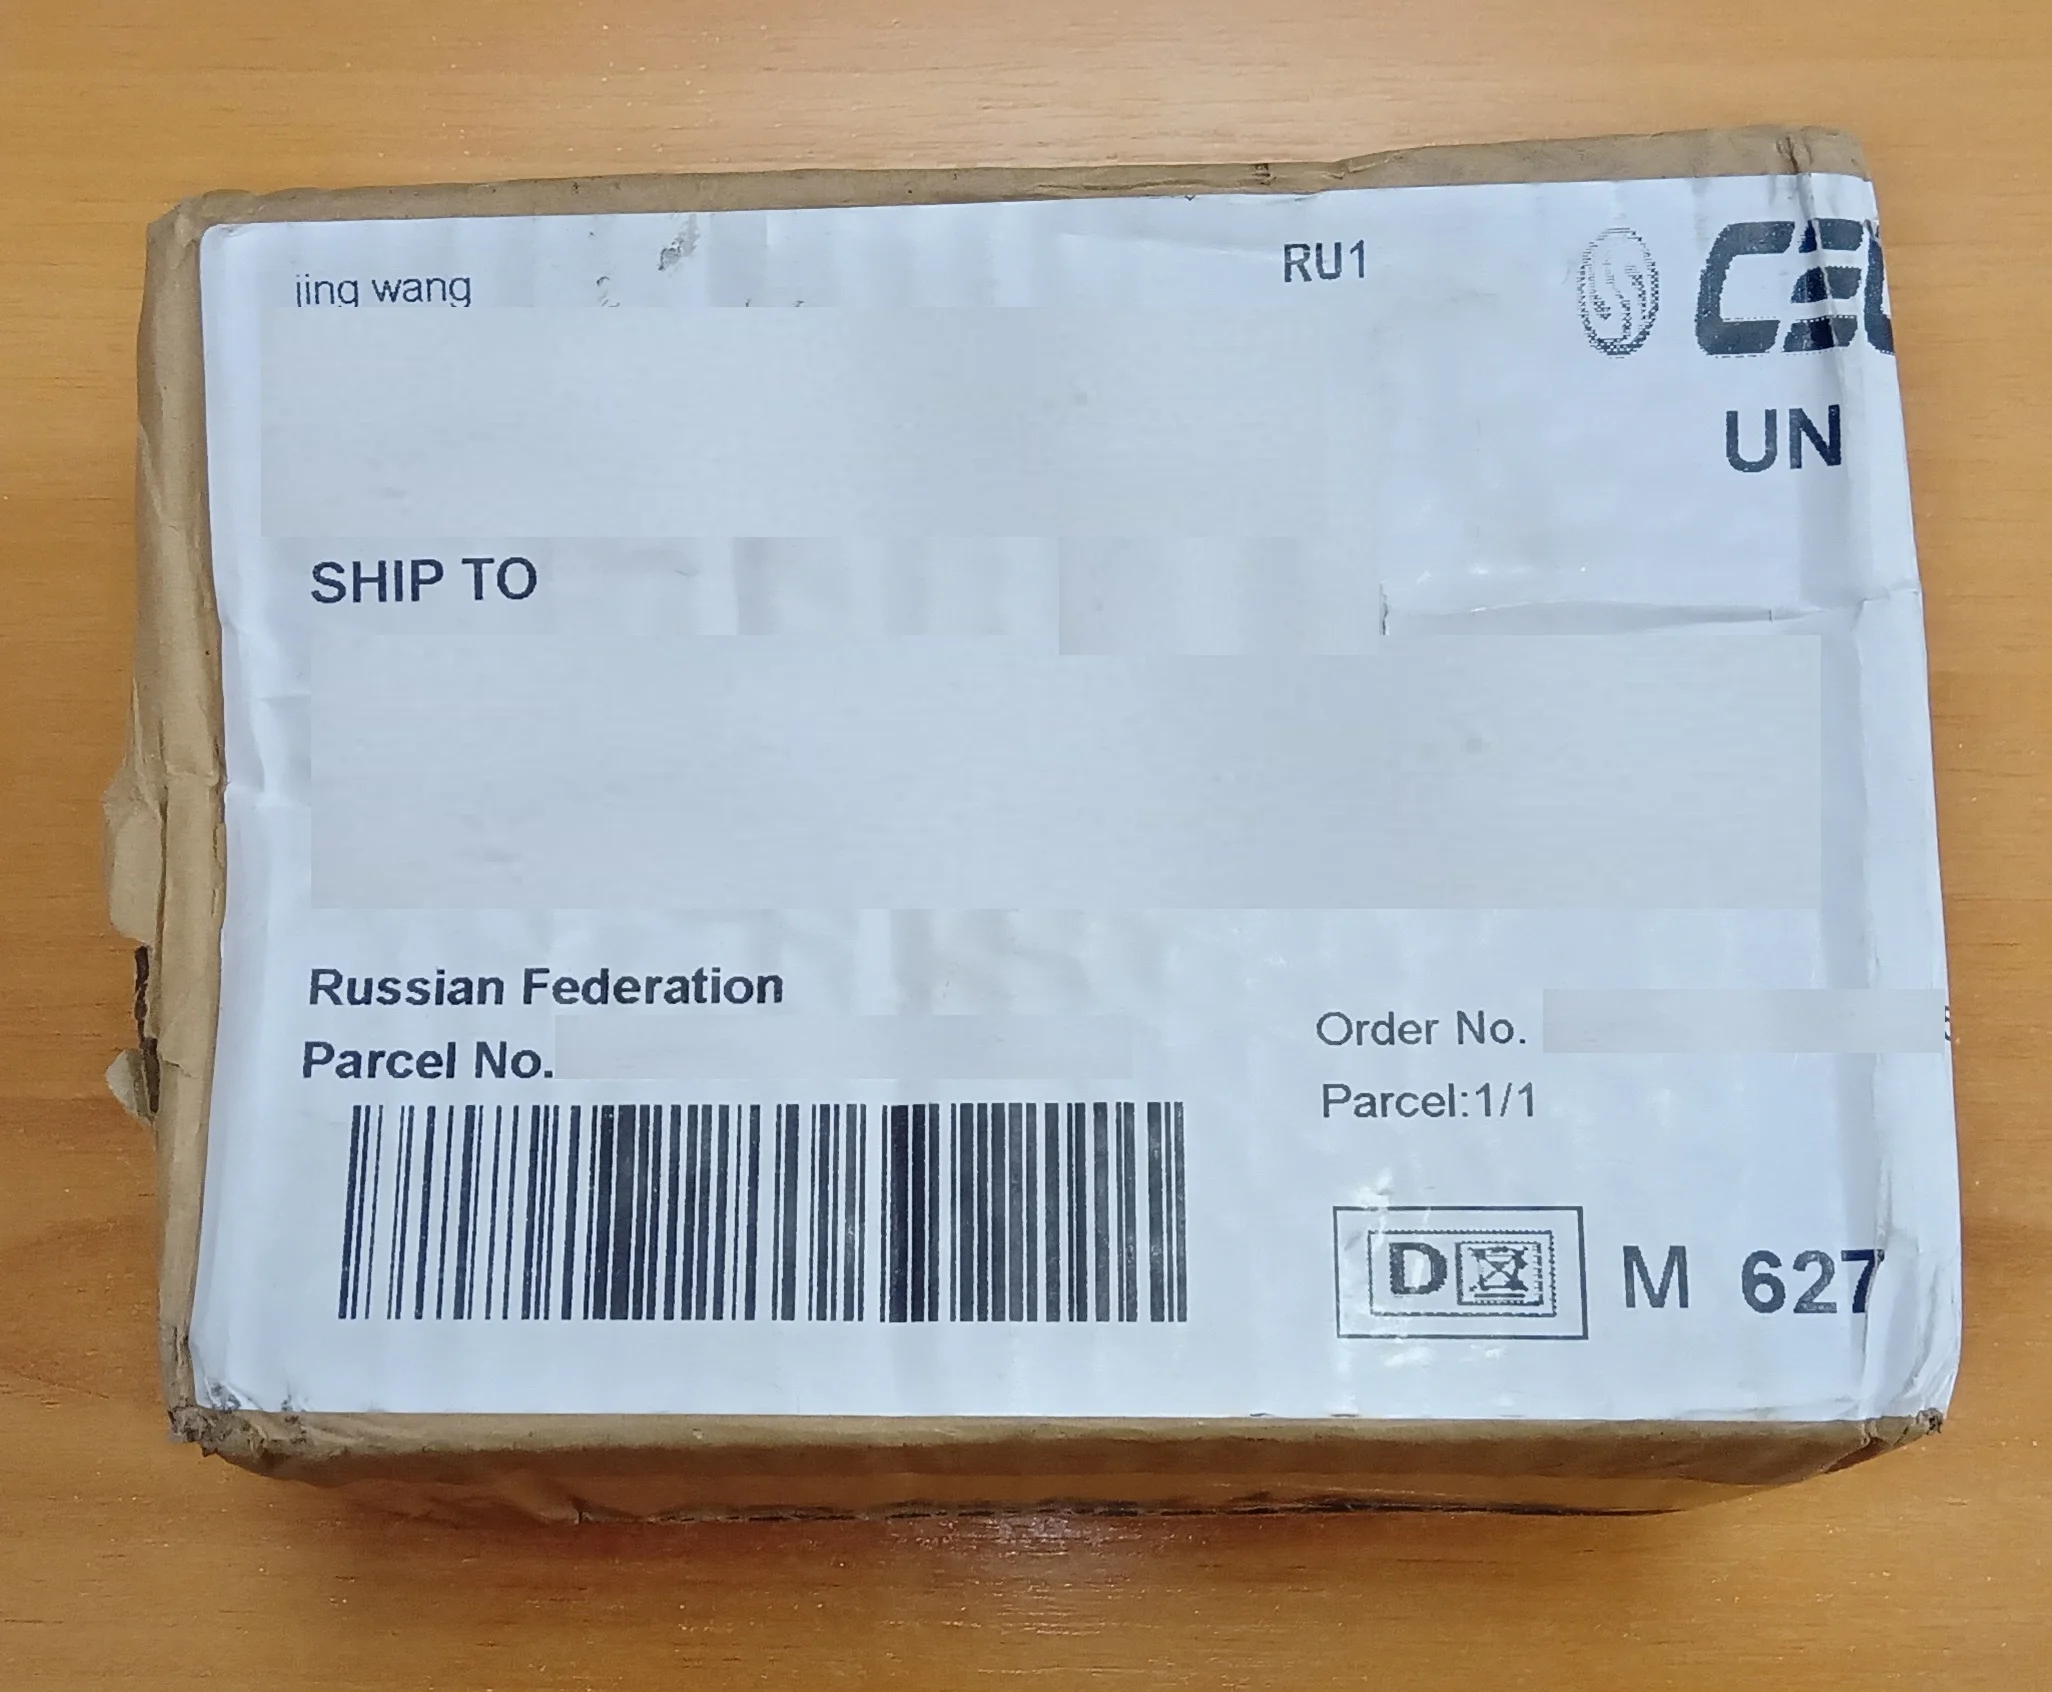 jing wang
RU1
UN
SHIP TO
Russian Federation
Parcel No.
Order No.
Parcel:1/1
D
M 627